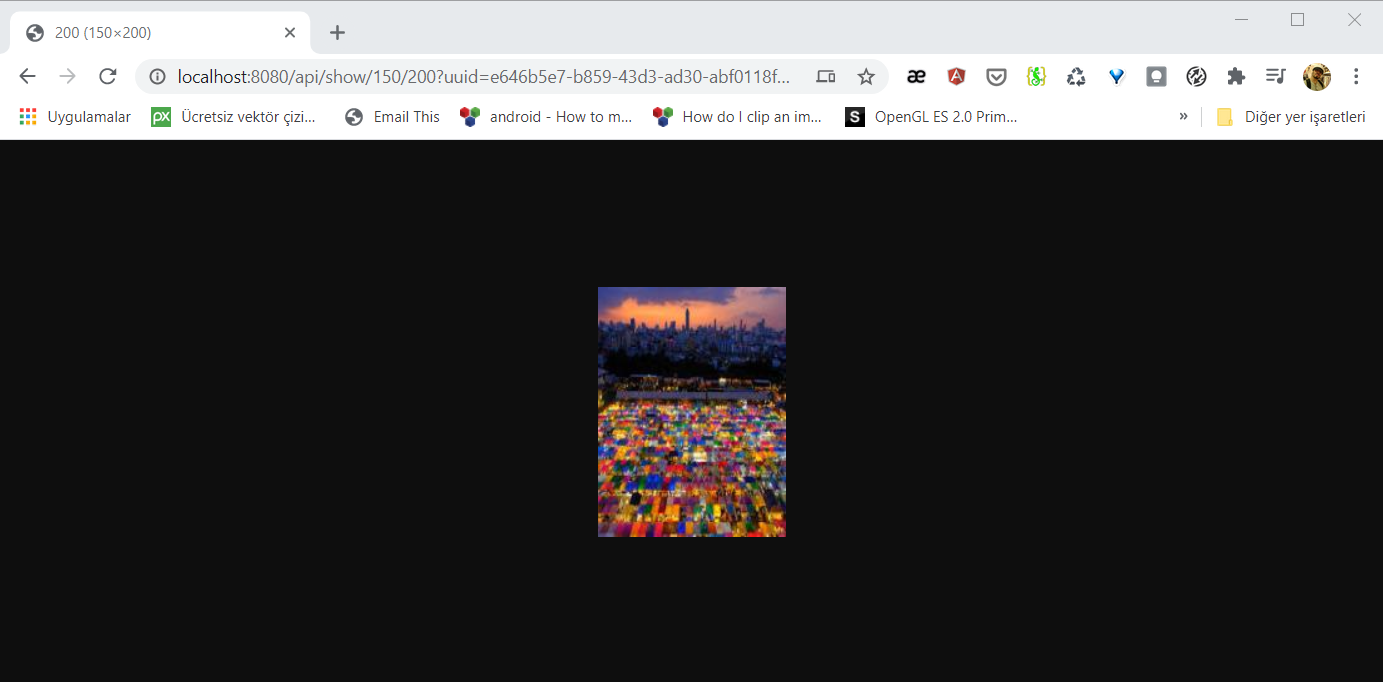 200 (150×200)
localhost:8080/api/show/150/200?uuid=e646b5e7-b859-43d3-ad30-abf0118f...
æ
Uygulamalar px Ücretsiz vektör çizi... Email This android - How to m... How do I clip an im... S OpenGL ES 2.0 Prim... » Diğer yer işaretleri